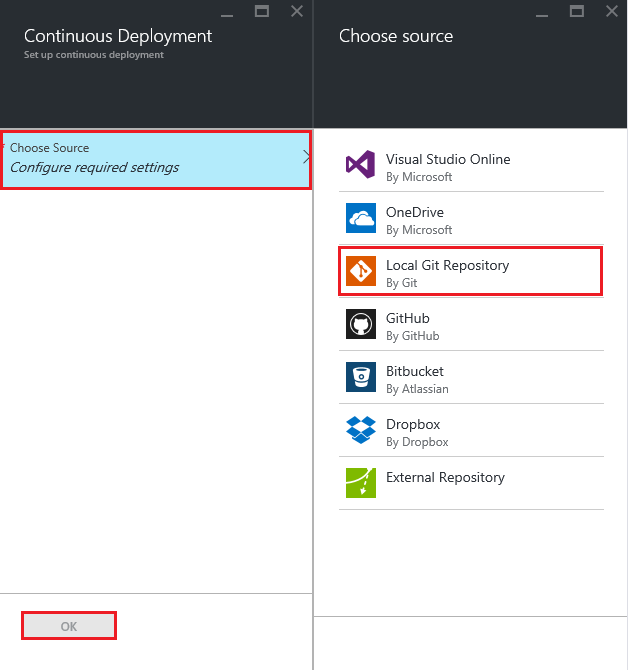 Continuous Deployment
Set up continuous deployment
* Choose Source
Configure required settings
OK
Choose source
Visual Studio Online
By Microsoft
OneDrive
By Microsoft
Local Git Repository
By Git
GitHub
By GitHub
Bitbucket
By Atlassian
Dropbox
By Dropbox
External Repository